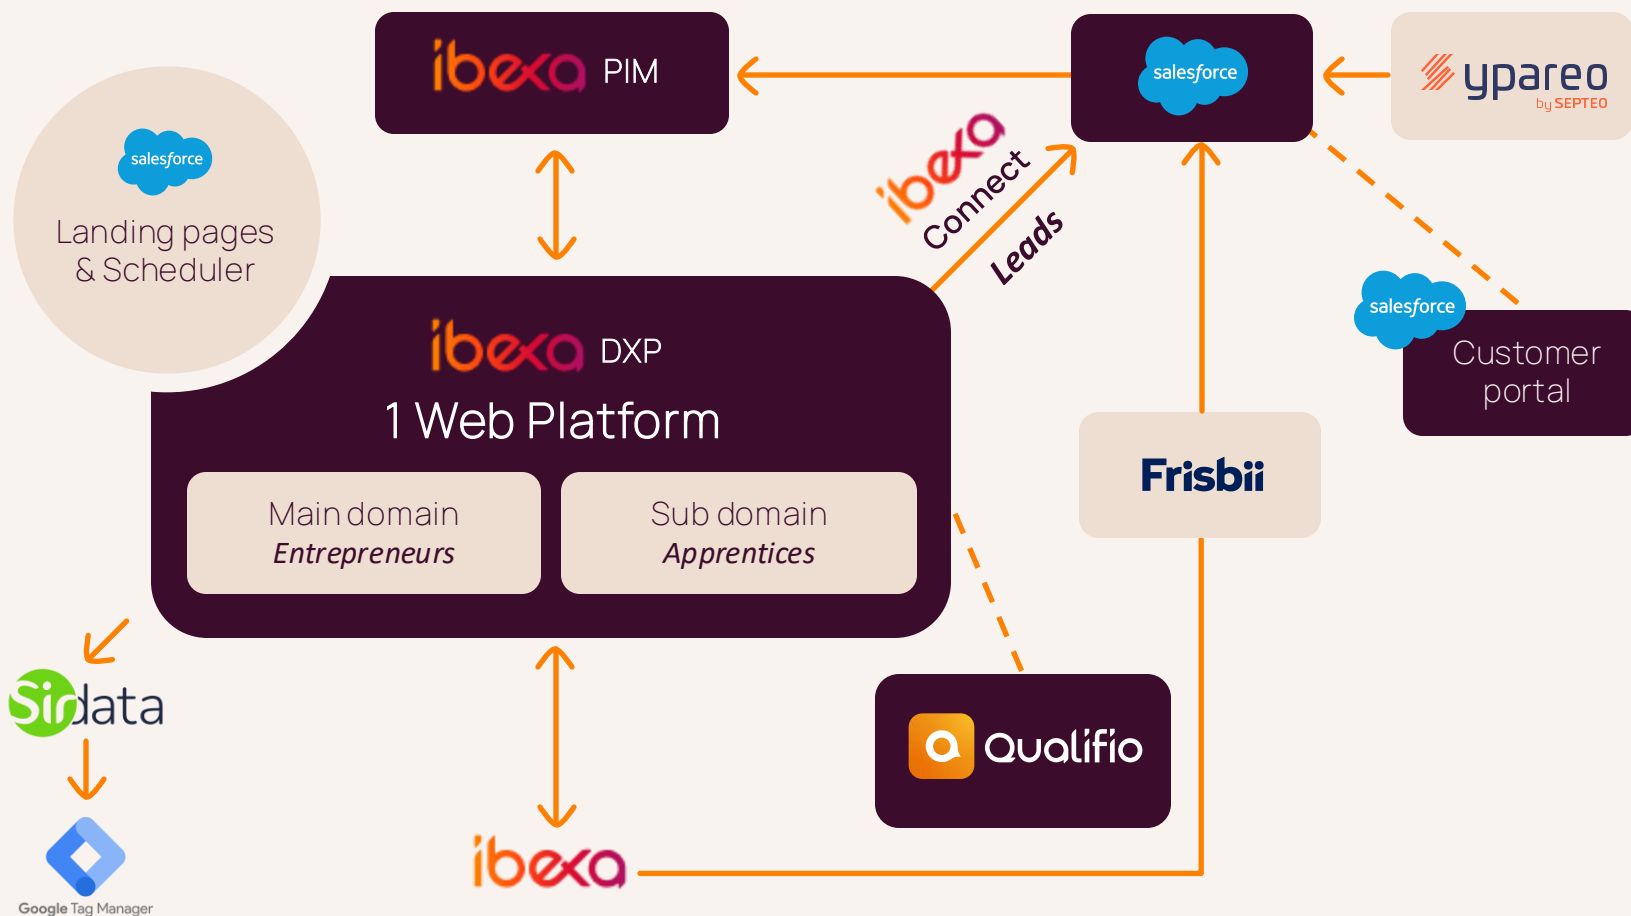 ibexa PIM
salesforce
ypareo
by SEPTEO
salesforce
Landing pages
& Scheduler
ibexa
Connect
Leads
salesforce
Customer
portal
ibexa DXP
1 Web Platform
Main domain
Entrepreneurs
Sub domain
Apprentices
Frisbii
Sirdata
Qualifio
ibexa
Google Tag Manager